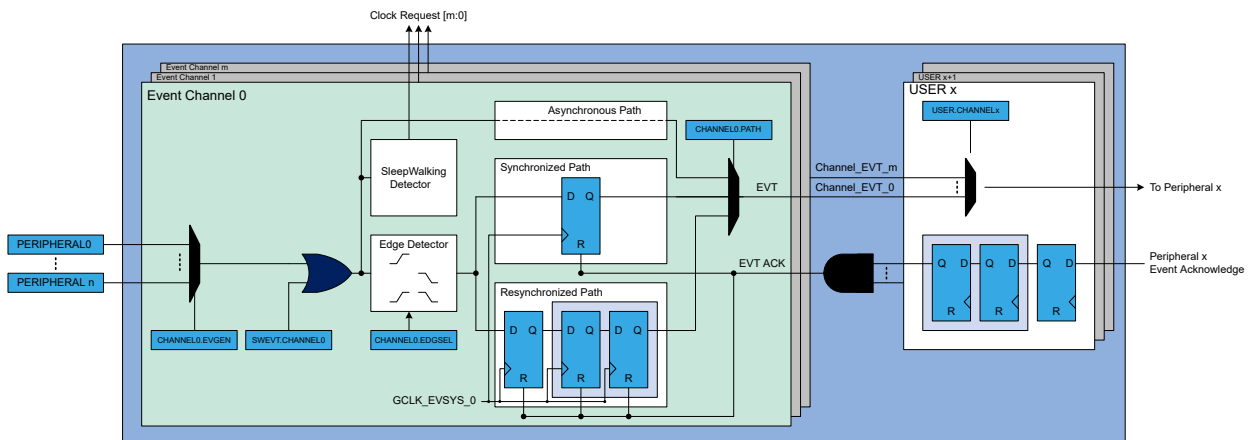 Clock Request [m:0]
Event Channel m
Event Channel 1
Event Channel 0
USER x+1
USER x
Asynchronous Path
CHANNEL0.PATH
USER.CHANNELx
SleepWalking
Detector
Synchronized Path
D Q
R
EVT
Channel_EVT_m
Channel_EVT_0
To Peripheral x
PERIPHERAL0
PERIPHERAL n
Edge Detector
EVT ACK
Q D
R
Q D
R
Q D
R
Peripheral x
Event Acknowledge
Resynchronized Path
D Q
R
D Q
R
D Q
R
CHANNEL0.EVGEN
SWEVT.CHANNEL0
CHANNEL0.EDGSEL
GCLK_EVSYS_0